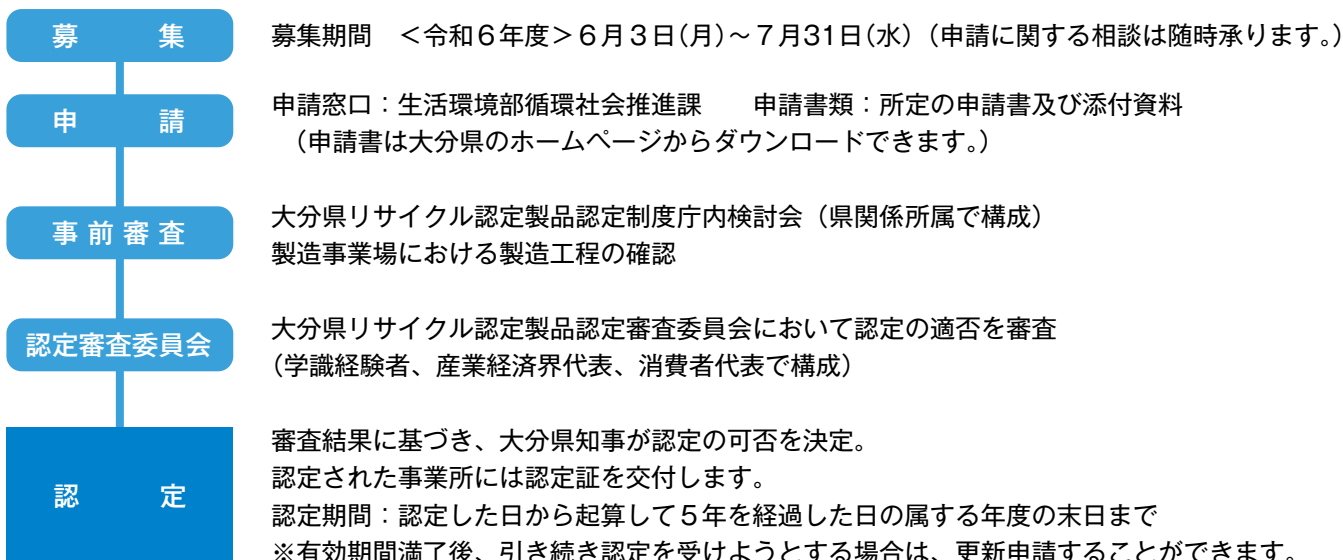 募集
募集期間　＜令和６年度＞６月３日(月)～７月31日(水)（申請に関する相談は随時承ります。）
申請
申請窓口：生活環境部循環社会推進課　　申請書類：所定の申請書及び添付資料
（申請書は大分県のホームページからダウンロードできます。）
事前審査
大分県リサイクル認定製品認定制度庁内検討会（県関係所属で構成）
製造事業場における製造工程の確認
認定審査委員会
大分県リサイクル認定製品認定審査委員会において認定の適否を審査
（学識経験者、産業経済界代表、消費者代表で構成）
認定
審査結果に基づき、大分県知事が認定の可否を決定。
認定された事業所には認定証を交付します。
認定期間：認定した日から起算して５年を経過した日の属する年度の末日まで
※有効期間満了後、引き続き認定を受けようとする場合は、更新申請することができます。